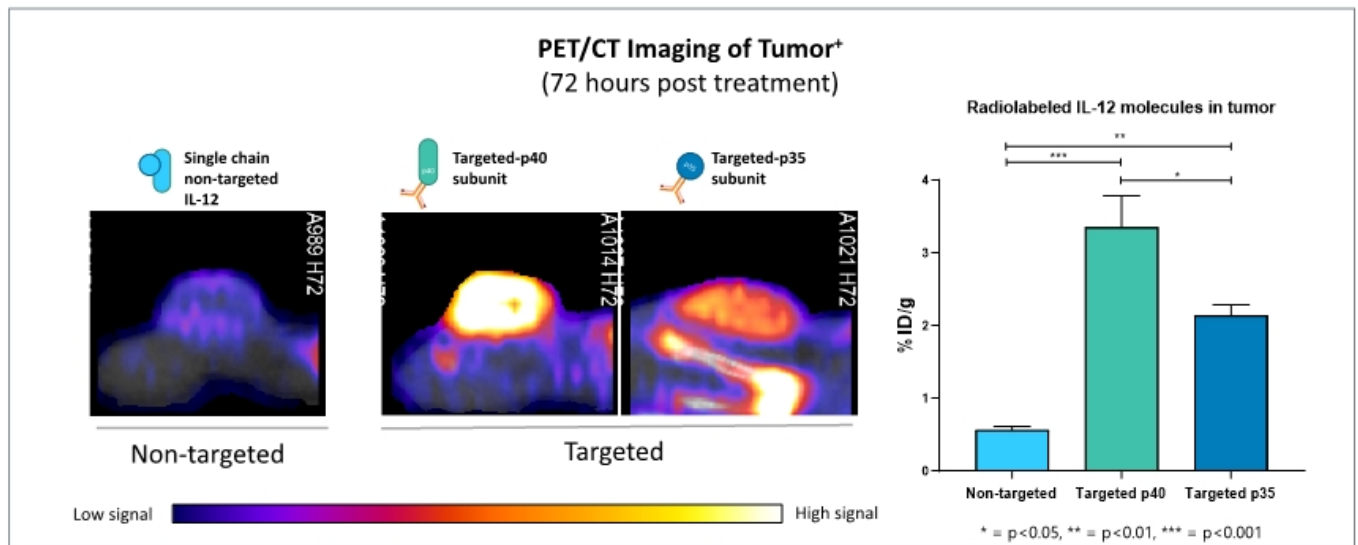 PET/CT Imaging of Tumor⁺
(72 hours post treatment)
Single chain
non-targeted
IL-12
p40
Targeted-p40
subunit
p35
Targeted-p35
subunit
A989 H72
A1014 H72
A1021 H72
Non-targeted
Targeted
Low signal
High signal
Radiolabeled IL-12 molecules in tumor
**
***
*
% ID/g
4
3
2
1
0
Non-targeted Targeted p40 Targeted p35
* = p<0.05, ** = p<0.01, *** = p<0.001